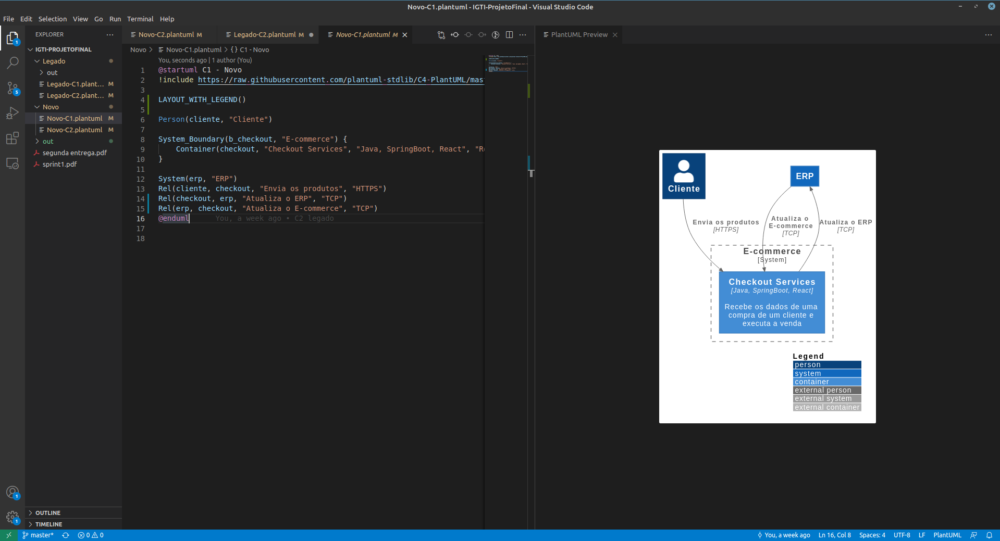 Novo-C1.plantuml - IGTI-ProjetoFinal - Visual Studio Code
File Edit Selection View Go Run Terminal Help
EXPLORER
IGTI-PROJETOFINAL
Legado
out
Legado-C1.plant... M
Legado-C2.plant... M
Novo
Novo-C1.plantuml M
Novo-C2.plantuml M
out
segunda entrega.pdf
sprint1.pdf
OUTLINE
TIMELINE
1
5
1
1
Novo-C2.plantuml M
Legado-C2.plantuml M
Novo-C1.plantuml M
Novo > Novo-C1.plantuml > {} C1 - Novo
You, seconds ago | 1 author (You)
1 @startuml C1 - Novo
2 !include https://raw.githubusercontent.com/plantuml-stdlib/C4-PlantUML/mas
3
4 LAYOUT_WITH_LEGEND()
5
6 Person(cliente, "Cliente")
7
8 System_Boundary(b_checkout, "E-commerce") {
9 Container(checkout, "Checkout Services", "Java, SpringBoot, React", "R
10 }
11
12 System(erp, "ERP")
13 Rel(cliente, checkout, "Envia os produtos", "HTTPS")
14 Rel(checkout, erp, "Atualiza o ERP", "TCP")
15 Rel(erp, checkout, "Atualiza o E-commerce", "TCP")
16 @enduml You, a week ago • C2 legado
17
18
PlantUML Preview
Cliente
ERP
Envia os produtos
[HTTPS]
Atualiza o
E-commerce
[TCP]
Atualiza o ERP
[TCP]
E-commerce
[System]
Checkout Services
[Java, SpringBoot, React]
Recebe os dados de uma
compra de um cliente e
executa a venda
Legend
person
system
container
external person
external system
external container
master* 0 0
You, a week ago Ln 16, Col 8 Spaces: 4 UTF-8 LF PlantUML